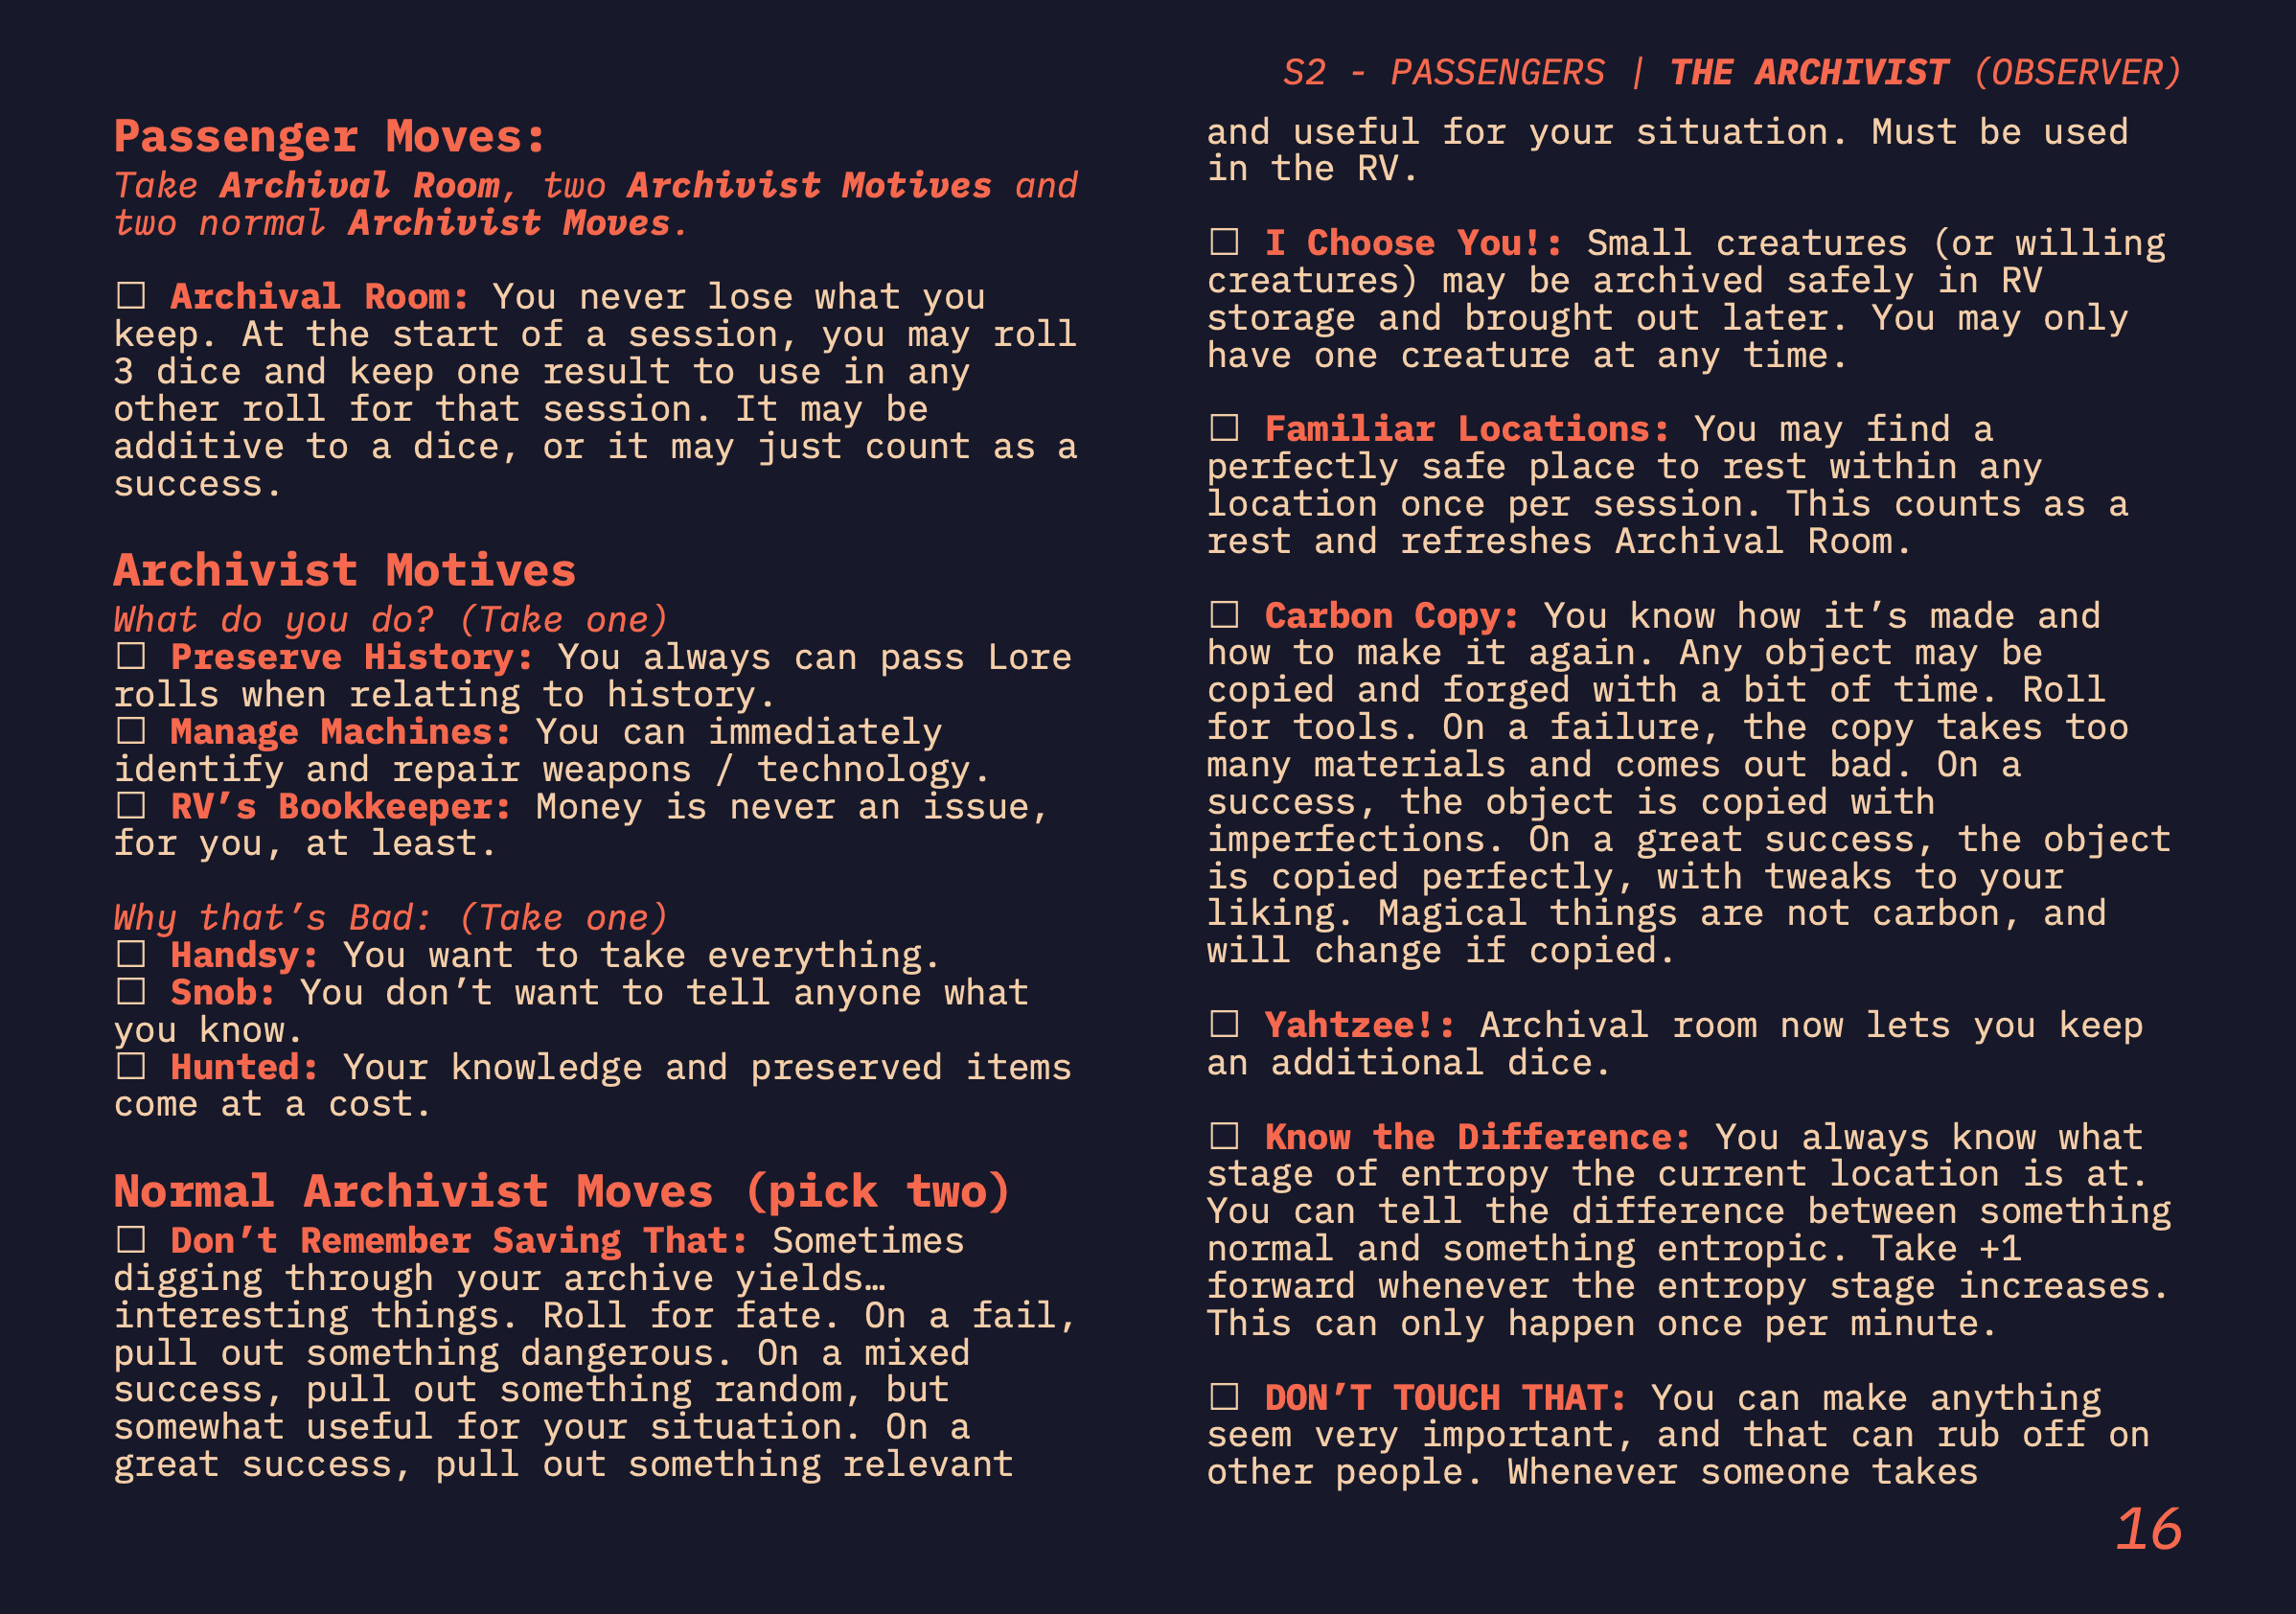 S2 - PASSENGERS | THE ARCHIVIST (OBSERVER)
Passenger Moves:
Take Archival Room, two Archivist Motives and
two normal Archivist Moves.
☐ Archival Room: You never lose what you
keep. At the start of a session, you may roll
3 dice and keep one result to use in any
other roll for that session. It may be
additive to a dice, or it may just count as a
success.
Archivist Motives
What do you do? (Take one)
☐ Preserve History: You always can pass Lore
rolls when relating to history.
☐ Manage Machines: You can immediately
identify and repair weapons / technology.
☐ RV’s Bookkeeper: Money is never an issue,
for you, at least.
Why that’s Bad: (Take one)
☐ Handsy: You want to take everything.
☐ Snob: You don’t want to tell anyone what
you know.
☐ Hunted: Your knowledge and preserved items
come at a cost.
Normal Archivist Moves (pick two)
☐ Don’t Remember Saving That: Sometimes
digging through your archive yields…
interesting things. Roll for fate. On a fail,
pull out something dangerous. On a mixed
success, pull out something random, but
somewhat useful for your situation. On a
great success, pull out something relevant
and useful for your situation. Must be used
in the RV.
☐ I Choose You!: Small creatures (or willing
creatures) may be archived safely in RV
storage and brought out later. You may only
have one creature at any time.
☐ Familiar Locations: You may find a
perfectly safe place to rest within any
location once per session. This counts as a
rest and refreshes Archival Room.
☐ Carbon Copy: You know how it’s made and
how to make it again. Any object may be
copied and forged with a bit of time. Roll
for tools. On a failure, the copy takes too
many materials and comes out bad. On a
success, the object is copied with
imperfections. On a great success, the object
is copied perfectly, with tweaks to your
liking. Magical things are not carbon, and
will change if copied.
☐ Yahtzee!: Archival room now lets you keep
an additional dice.
☐ Know the Difference: You always know what
stage of entropy the current location is at.
You can tell the difference between something
normal and something entropic. Take +1
forward whenever the entropy stage increases.
This can only happen once per minute.
☐ DON’T TOUCH THAT: You can make anything
seem very important, and that can rub off on
other people. Whenever someone takes
16